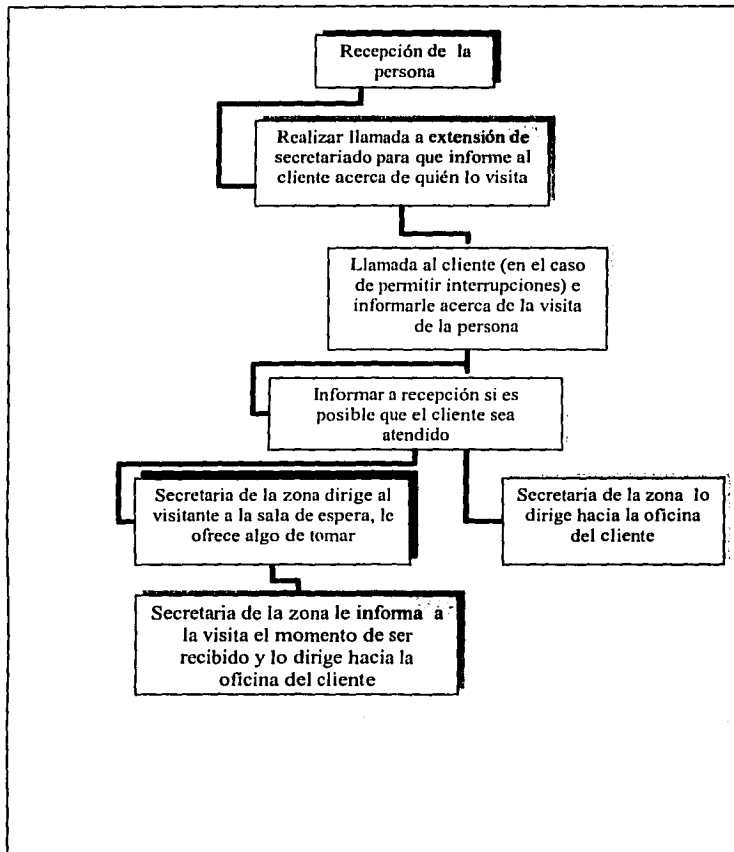 Recepción de la
persona
Realizar llamada a extensión de
secretariado para que informe al
cliente acerca de quién lo visita
Llamada al cliente (en el caso
de permitir interrupciones) e
informarle acerca de la visita
de la persona
Informar a recepción si es
posible que el cliente sea
atendido
Secretaria de la zona dirige al
visitante a la sala de espera, le
ofrece algo de tomar
Secretaria de la zona lo
dirige hacia la oficina
del cliente
Secretaria de la zona le informa a
la visita el momento de ser
recibido y lo dirige hacia la
oficina del cliente